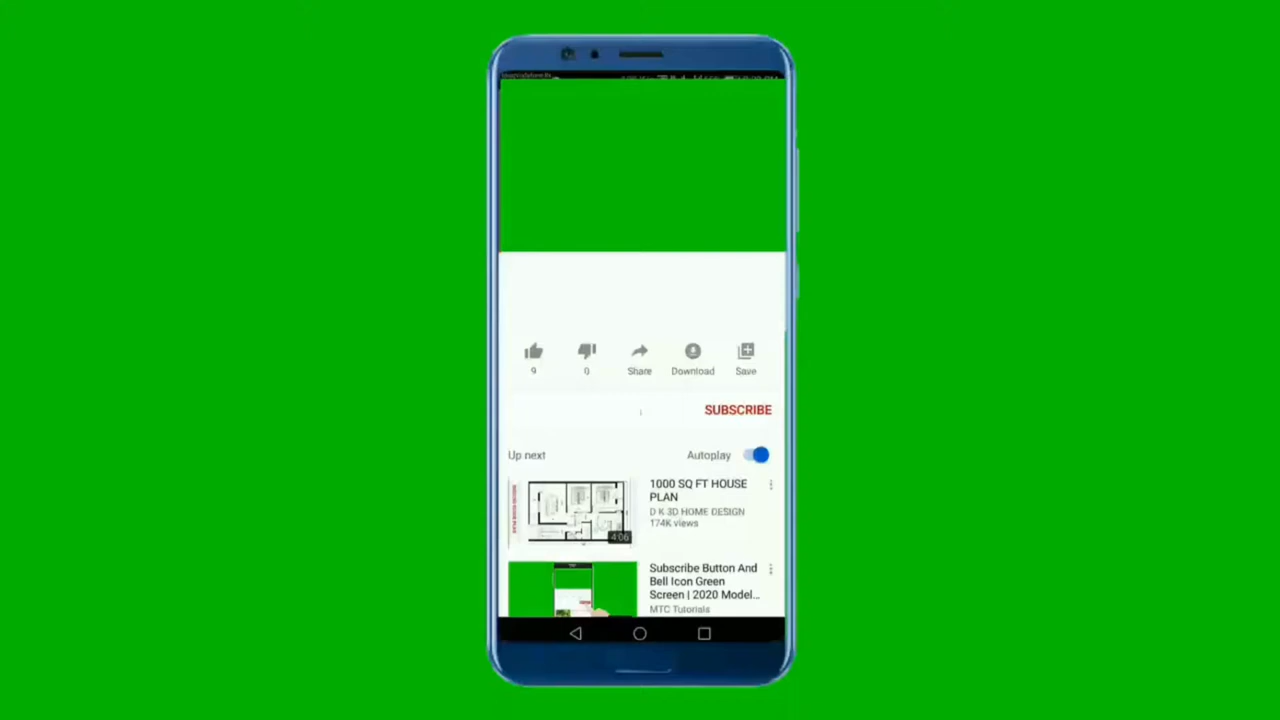 9
0
Share
Download
Save
SUBSCRIBE
Up next
Autoplay
1000 SQ FT HOUSE
PLAN
D K 3D HOME DESIGN
174K views
4:06
Subscribe Button And
Bell Icon Green
Screen | 2020 Model...
MTC Tutorials